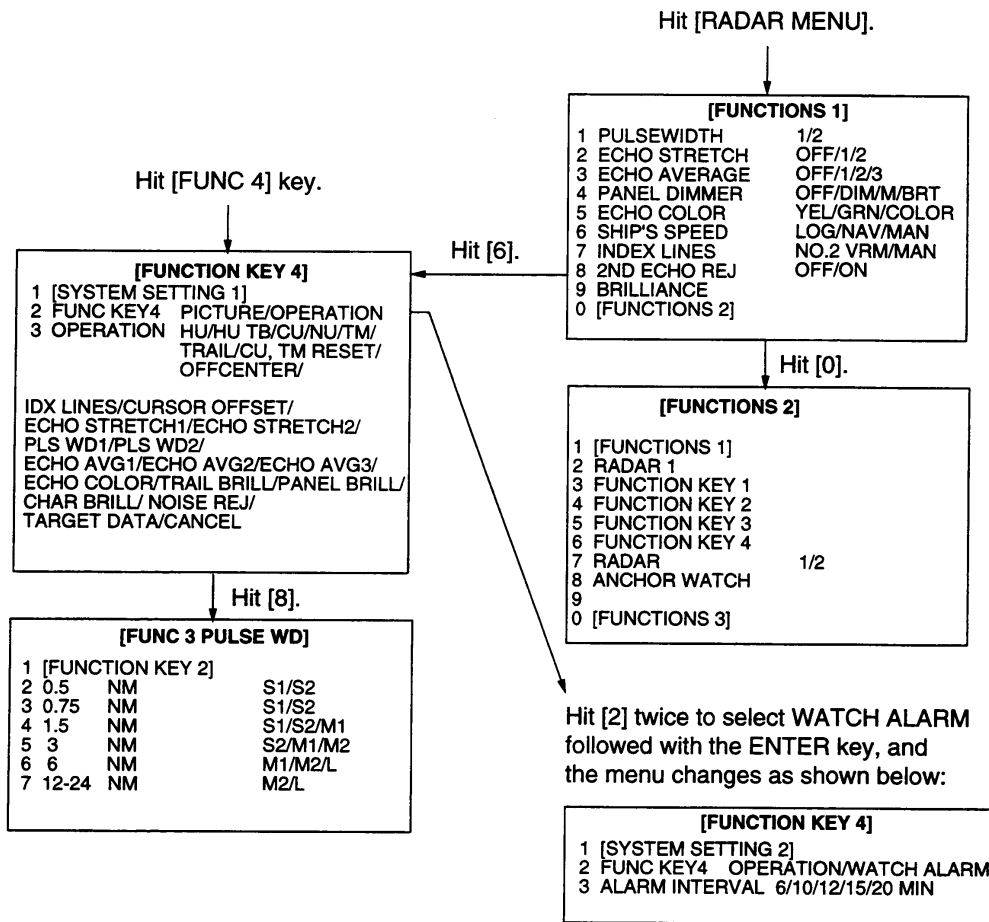 Hit [RADAR MENU].
[FUNCTIONS 1]
1 PULSEWIDTH 1/2
2 ECHO STRETCH OFF/1/2
3 ECHO AVERAGE OFF/1/2/3
4 PANEL DIMMER OFF/DIM/M/BRT
5 ECHO COLOR YEL/GRN/COLOR
6 SHIP'S SPEED LOG/NAV/MAN
7 INDEX LINES NO.2 VRM/MAN
8 2ND ECHO REJ OFF/ON
9 BRILLIANCE
0 [FUNCTIONS 2]
Hit [FUNC 4] key.
Hit [6].
[FUNCTION KEY 4]
1 [SYSTEM SETTING 1]
2 FUNC KEY4 PICTURE/OPERATION
3 OPERATION HU/HU TB/CU/NU/TM/
TRAIL/CU, TM RESET/
OFFCENTER/
IDX LINES/CURSOR OFFSET/
ECHO STRETCH1/ECHO STRETCH2/
PLS WD1/PLS WD2/
ECHO AVG1/ECHO AVG2/ECHO AVG3/
ECHO COLOR/TRAIL BRILL/PANEL BRILL/
CHAR BRILL/ NOISE REJ/
TARGET DATA/CANCEL
Hit [0].
[FUNCTIONS 2]
1 [FUNCTIONS 1]
2 RADAR 1
3 FUNCTION KEY 1
4 FUNCTION KEY 2
5 FUNCTION KEY 3
6 FUNCTION KEY 4
7 RADAR 1/2
8 ANCHOR WATCH
9
0 [FUNCTIONS 3]
Hit [8].
[FUNC 3 PULSE WD]
1 [FUNCTION KEY 2]
2 0.5 NM S1/S2
3 0.75 NM S1/S2
4 1.5 NM S1/S2/M1
5 3 NM S2/M1/M2
6 6 NM M1/M2/L
7 12-24 NM M2/L
Hit [2] twice to select WATCH ALARM
followed with the ENTER key, and
the menu changes as shown below:
[FUNCTION KEY 4]
1 [SYSTEM SETTING 2]
2 FUNC KEY4 OPERATION/WATCH ALARM
3 ALARM INTERVAL 6/10/12/15/20 MIN